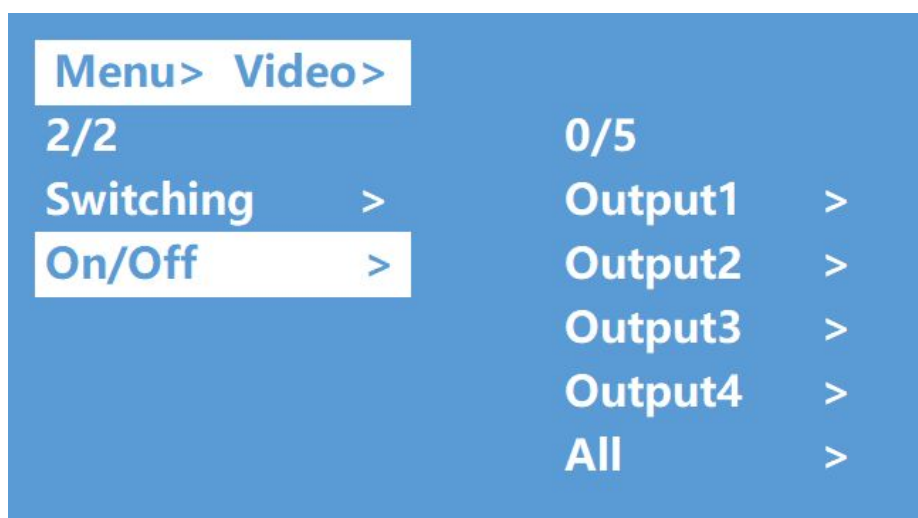 Menu> Video>
2/2
Switching >
On/Off >
0/5
Output1 >
Output2 >
Output3 >
Output4 >
All >